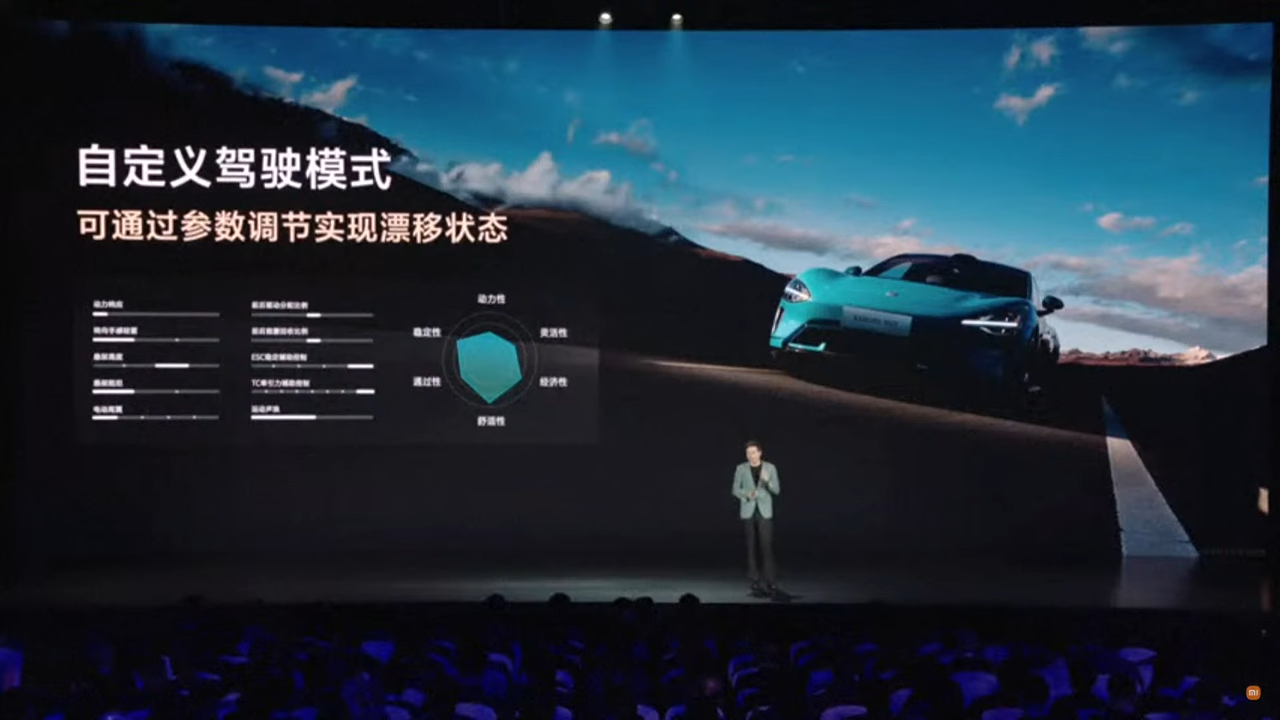 自定义驾驶模式
可通过参数调节实现漂移状态
动力响应
转向手感轻重
悬架高度
悬架阻尼
电动尾翼
前后驱动分配比例
前后能量回收比例
ESC稳定辅助控制
TC牵引力辅助控制
运动声浪
动力性
稳定性
灵活性
通过性
经济性
舒适性
mi